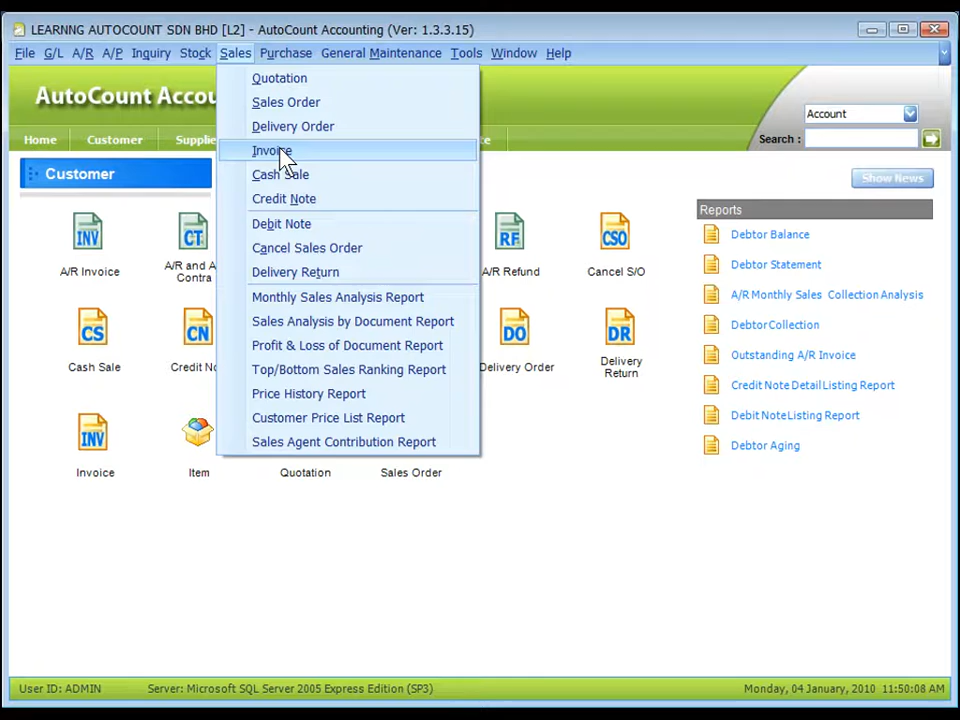 LEARNNG AUTOCOUNT SDN BHD [L2] - AutoCount Accounting (Ver: 1.3.3.15)
File G/L A/R A/P Inquiry Stock Sales Purchase General Maintenance Tools Window Help
Quotation
Sales Order
Delivery Order
Invoice
Cash Sale
Credit Note
Debit Note
Cancel Sales Order
Delivery Return
Monthly Sales Analysis Report
Sales Analysis by Document Report
Profit & Loss of Document Report
Top/Bottom Sales Ranking Report
Price History Report
Customer Price List Report
Sales Agent Contribution Report
AutoCount
Account
Search :
Home Customer
Customer
Show News
INV CT RF CSO
A/R Invoice
A/R and A
Contra
A/R Refund
Cancel S/O
CS CN DO DR
Cash Sale
Credit
Delivery Order
Delivery
Return
INV
Invoice
Item
Quotation
Sales Order
Reports
Debtor Balance
Debtor Statement
A/R Monthly Sales Collection Analysis
Debtor Collection
Outstanding A/R Invoice
Credit Note Detail Listing Report
Debit Note Listing Report
Debtor Aging
User ID: ADMIN
Server: Microsoft SQL Server 2005 Express Edition (SP3)
Monday, 04 January, 2010 11:50:08 AM